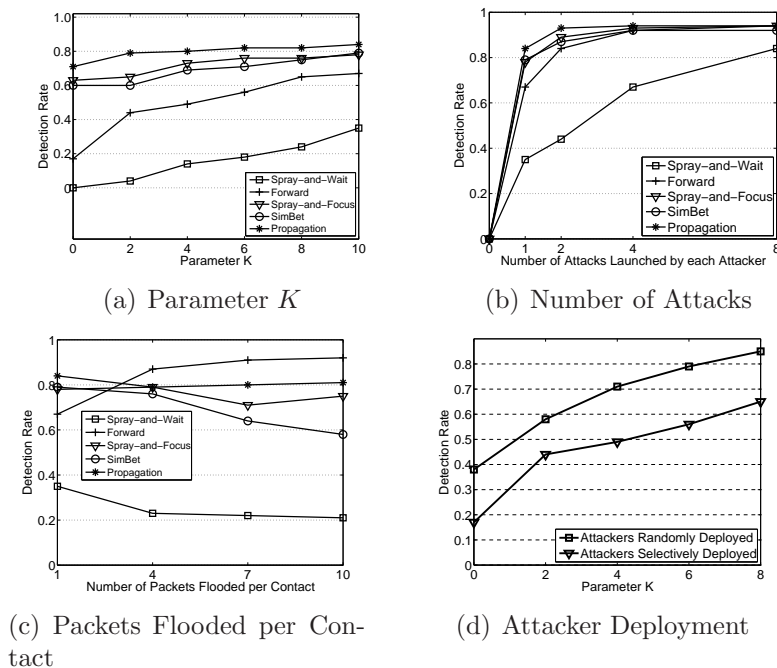 1.0
0.8
0.6
0.4
0.2
0
Detection Rate
Spray-and-Wait
Forward
Spray-and-Focus
SimBet
Propagation
0 2 4 6 8 10
Parameter K
(a) Parameter K
1
0.8
0.6
0.4
0.2
0
Detection Rate
Spray-and-Wait
Forward
Spray-and-Focus
SimBet
Propagation
0 1 2 4 8
Number of Attacks Launched by each Attacker
(b) Number of Attacks
1
0.8
0.6
0.4
0.2
0
Detection Rate
Spray-and-Wait
Forward
Spray-and-Focus
SimBet
Propagation
1 4 7 10
Number of Packets Flooded per Contact
(c) Packets Flooded per Con-
tact
0.8
0.7
0.6
0.5
0.4
0.3
0.2
0.1
0
Detection Rate
Attackers Randomly Deployed
Attackers Selectively Deployed
0 2 4 6 8
Parameter K
(d) Attacker Deployment